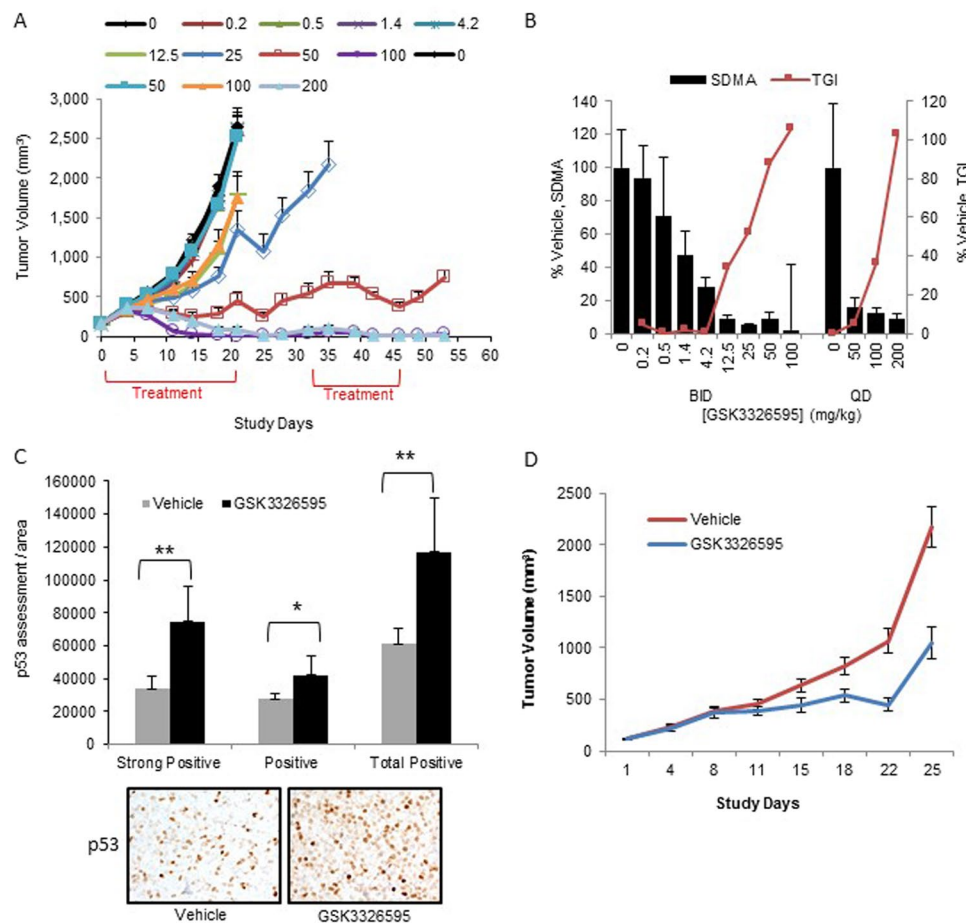 A
0 0.2 0.5 1.4 4.2
12.5 25 50 100 0
50 100 200
Tumor Volume (mm³)
3,000
2,500
2,000
1,500
1,000
500
0
0 5 10 15 20 25 30 35 40 45 50 55 60
Treatment Treatment
Study Days
B
SDMA TGI
% Vehicle, SDMA
140%
120%
100
80
60
40
20
0
120
100
80
60
40
20
0
% Vehicle, TGI
0 0.2 0.5 1.4 4.2 12.5 25 50 100 0 50 100 200
BID QD
[GSK3326595] (mg/kg)
C
p53 assessment / area
160000
140000
120000
100000
80000
60000
40000
20000
0
Vehicle GSK3326595
**
*
**
Strong Positive Positive Total Positive
p53
Vehicle GSK3326595
D
Tumor Volume (mm³)
2500
2000
1500
1000
500
0
Vehicle
GSK3326595
1 4 8 11 15 18 22 25
Study Days